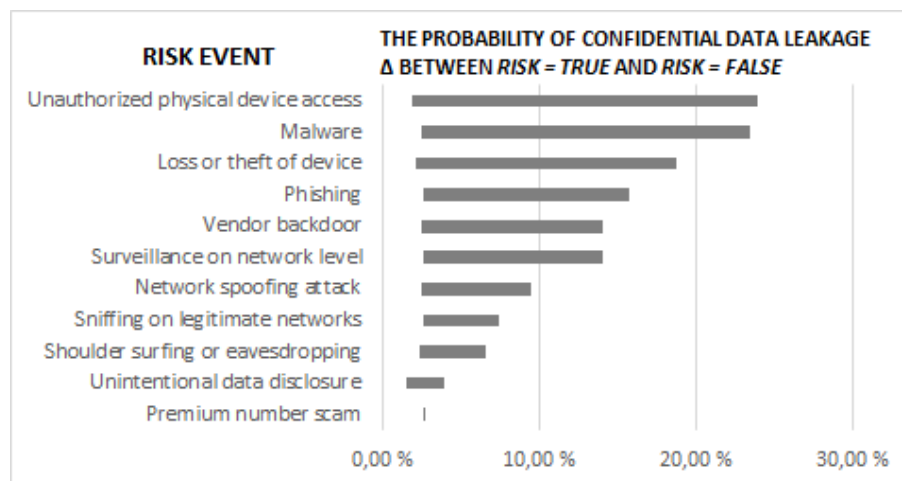 RISK EVENT
THE PROBABILITY OF CONFIDENTIAL DATA LEAKAGE
Δ BETWEEN RISK = TRUE AND RISK = FALSE
Unauthorized physical device access
Malware
Loss or theft of device
Phishing
Vendor backdoor
Surveillance on network level
Network spoofing attack
Sniffing on legitimate networks
Shoulder surfing or eavesdropping
Unintentional data disclosure
Premium number scam
0,00 % 10,00 % 20,00 % 30,00 %